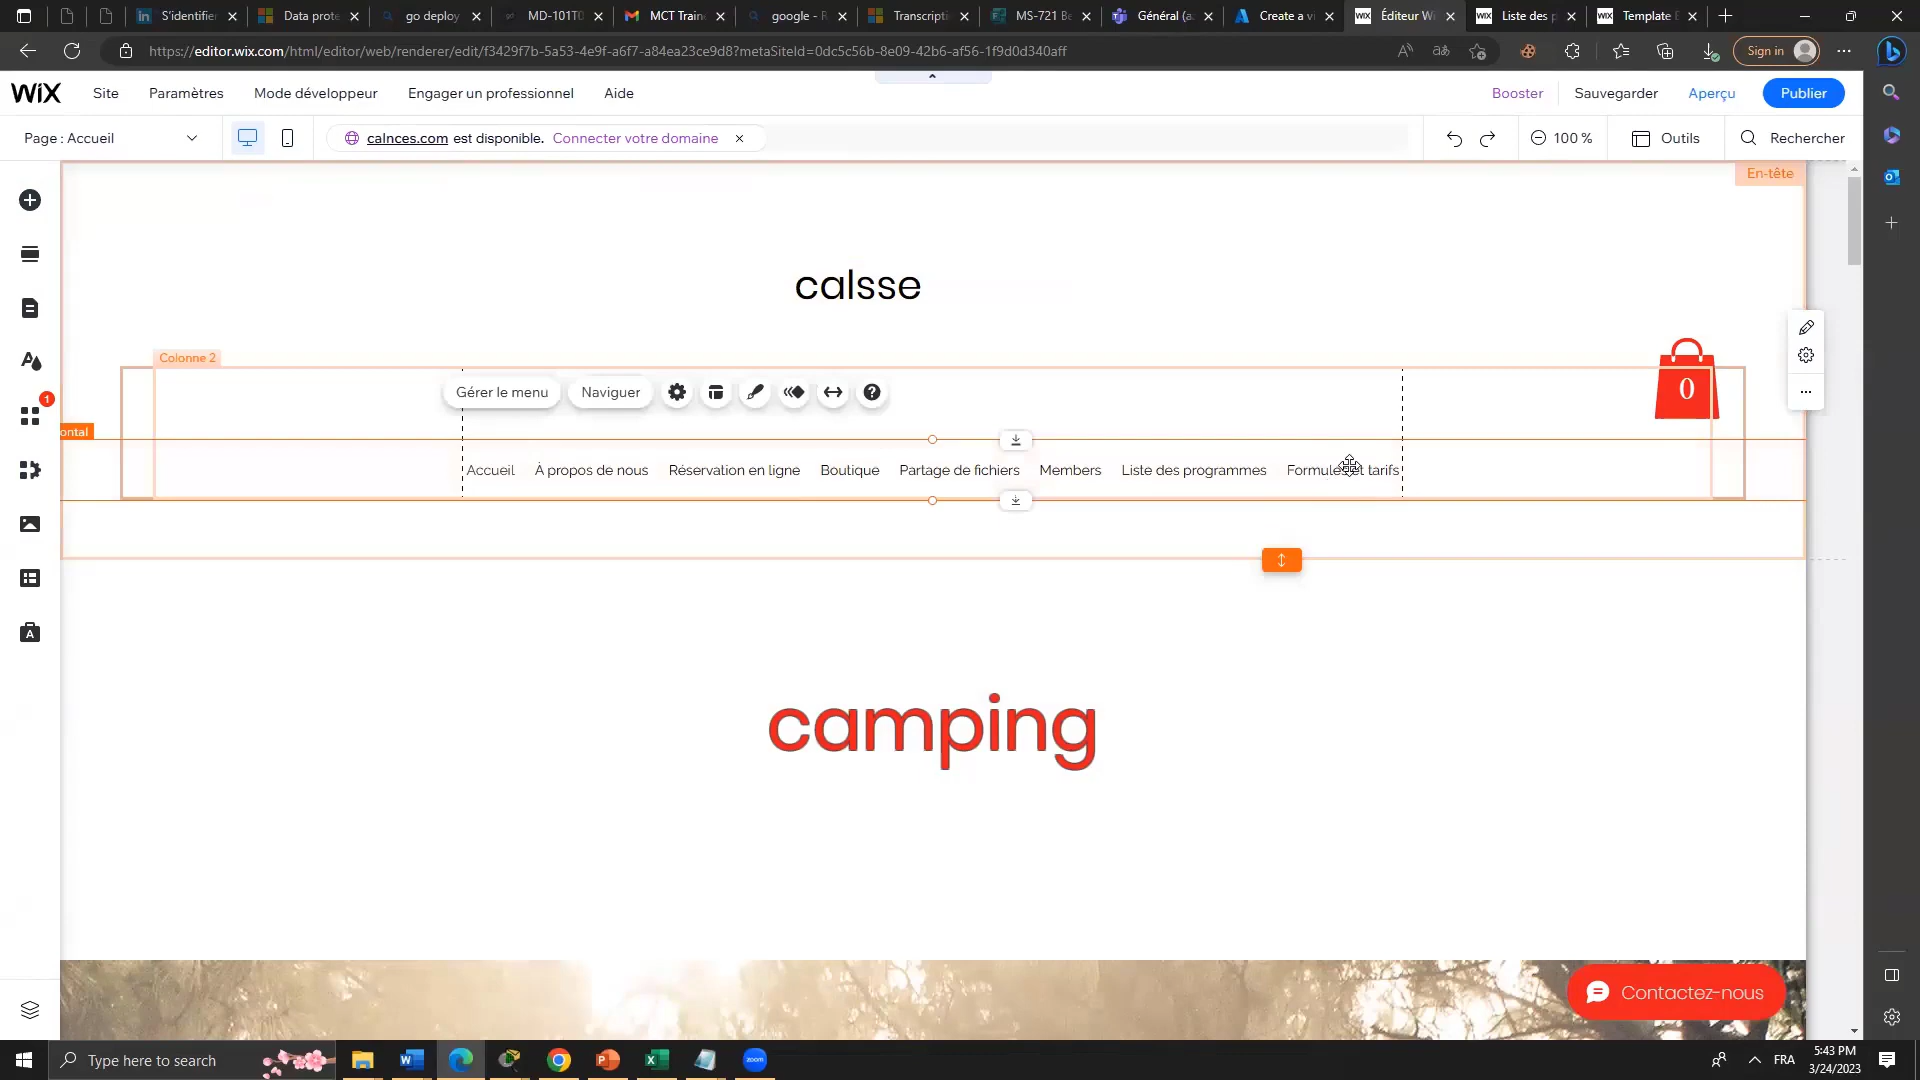 S'identifier
Data prote
go deploy
MD-101T0
MCT Train
google - R
Transcripti
MS-721 Be
Général (a
Create a vi
Éditeur Wi
Liste des p
Template E
https://editor.wix.com/html/editor/web/renderer/edit/f3429f7b-5a53-4e9f-a6f7-a84ea23ce9d8?metaSiteId=0dc5c56b-8e09-42b6-af56-1f9d0d340aff
Sign in
WIX Site Paramètres Mode développeur Engager un professionnel Aide Booster Sauvegarder Aperçu Publier
Page : Accueil calnces.com est disponible. Connecter votre domaine 100 % Outils Rechercher
En-tête
calsse
Colonne 2
Gérer le menu Naviguer
0
ontal
Accueil À propos de nous Réservation en ligne Boutique Partage de fichiers Members Liste des programmes Formules et tarifs
1
camping
Contactez-nous
Type here to search
FRA
5:43 PM
3/24/2023